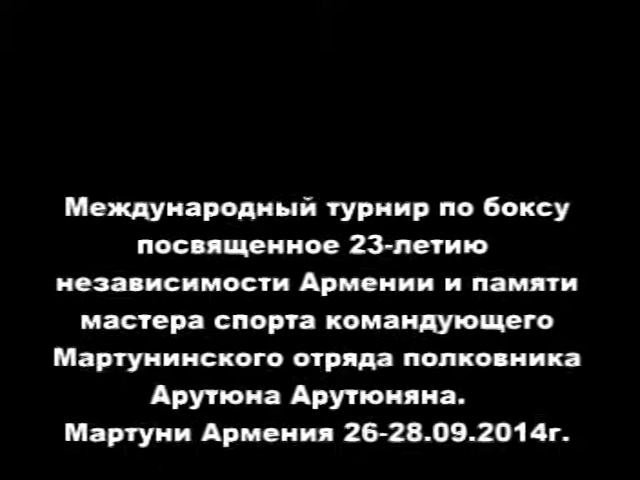 Международный турнир по боксу
посвященное 23-летию
независимости Армении и памяти
мастера спорта командующего
Мартунинского отряда полковника
Арутюна Арутюняна.
Мартуни Армения 26-28.09.2014г.